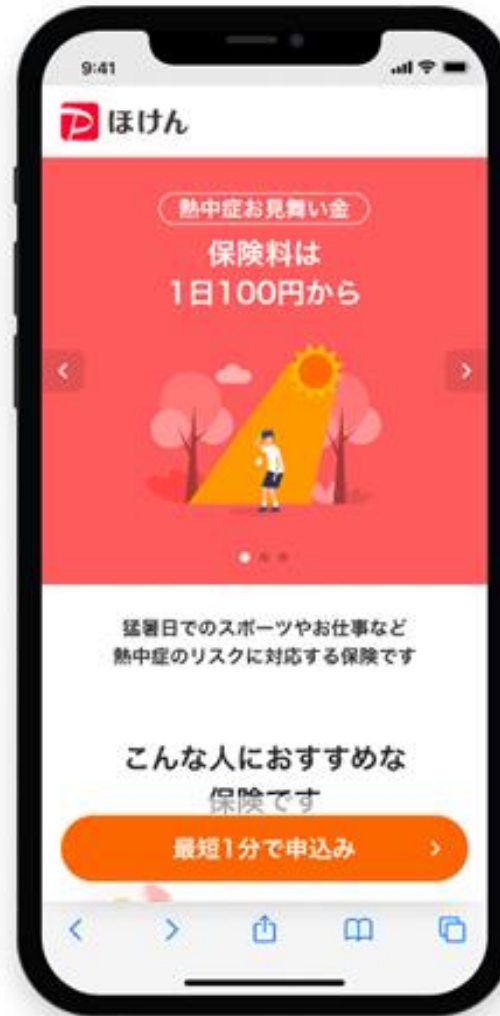 9:41
ほけん
熱中症お見舞い金
保険料は
1日100円から
猛暑日でのスポーツやお仕事など
熱中症のリスクに対応する保険です
こんな人におすすめな
保険です
最短1分で申込み